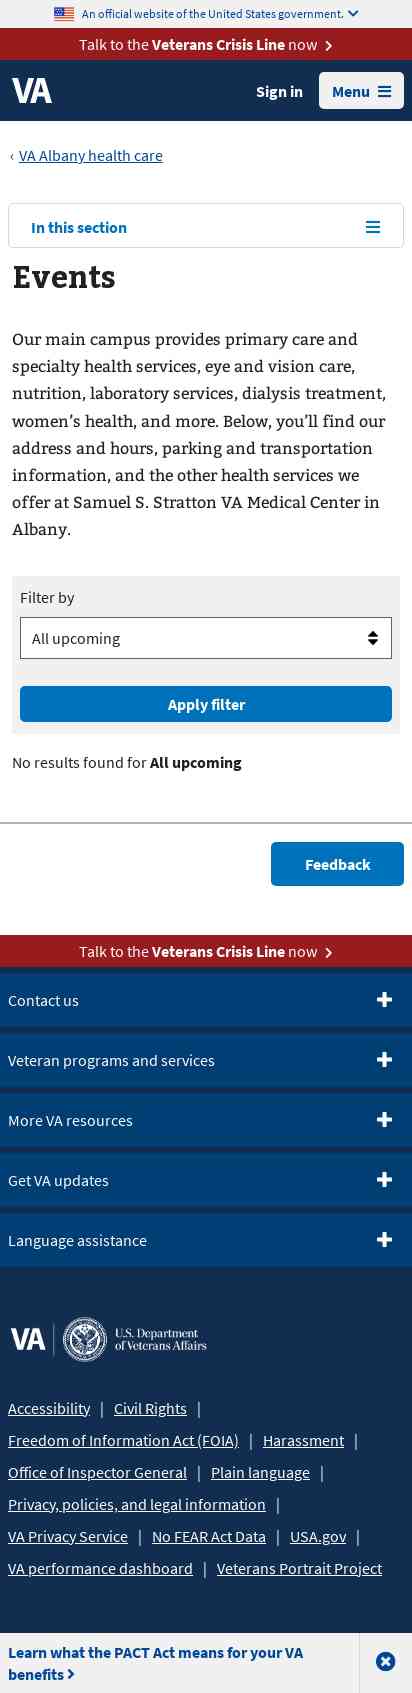 An official website of the United States government.
Talk to the Veterans Crisis Line now
VA
Sign in
Menu
‹ VA Albany health care
In this section
Events
Our main campus provides primary care and
specialty health services, eye and vision care,
nutrition, laboratory services, dialysis treatment,
women's health, and more. Below, you'll find our
address and hours, parking and transportation
information, and the other health services we
offer at Samuel S. Stratton VA Medical Center in
Albany.
Filter by
All upcoming
Apply filter
No results found for All upcoming
Feedback
Talk to the Veterans Crisis Line now
Contact us
Veteran programs and services
More VA resources
Get VA updates
Language assistance
VA | U.S. Department
of Veterans Affairs
Accessibility | Civil Rights |
Freedom of Information Act (FOIA) | Harassment |
Office of Inspector General | Plain language |
Privacy, policies, and legal information |
VA Privacy Service | No FEAR Act Data | USA.gov |
VA performance dashboard | Veterans Portrait Project
Learn what the PACT Act means for your VA
benefits